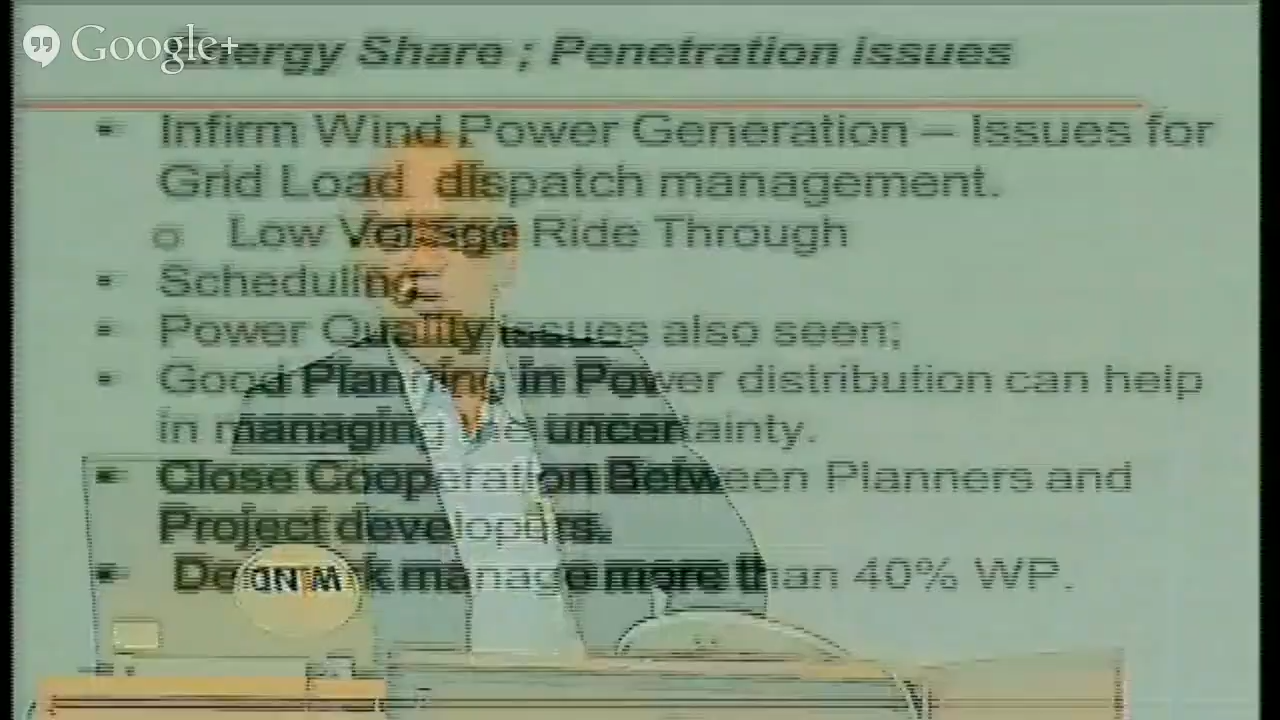 Google+
Energy Share ; Penetration issues
• Infirm Wind Power Generation – Issues for
Grid Load dispatch management.
o Low Voltage Ride Through
• Scheduling
• Power Quality issues also seen;
• Good Planning in Power distribution can help
in managing the uncertainty.
• Close Cooperation Between Planners and
Project developers.
• Denmark manage more than 40% WP.
WIND